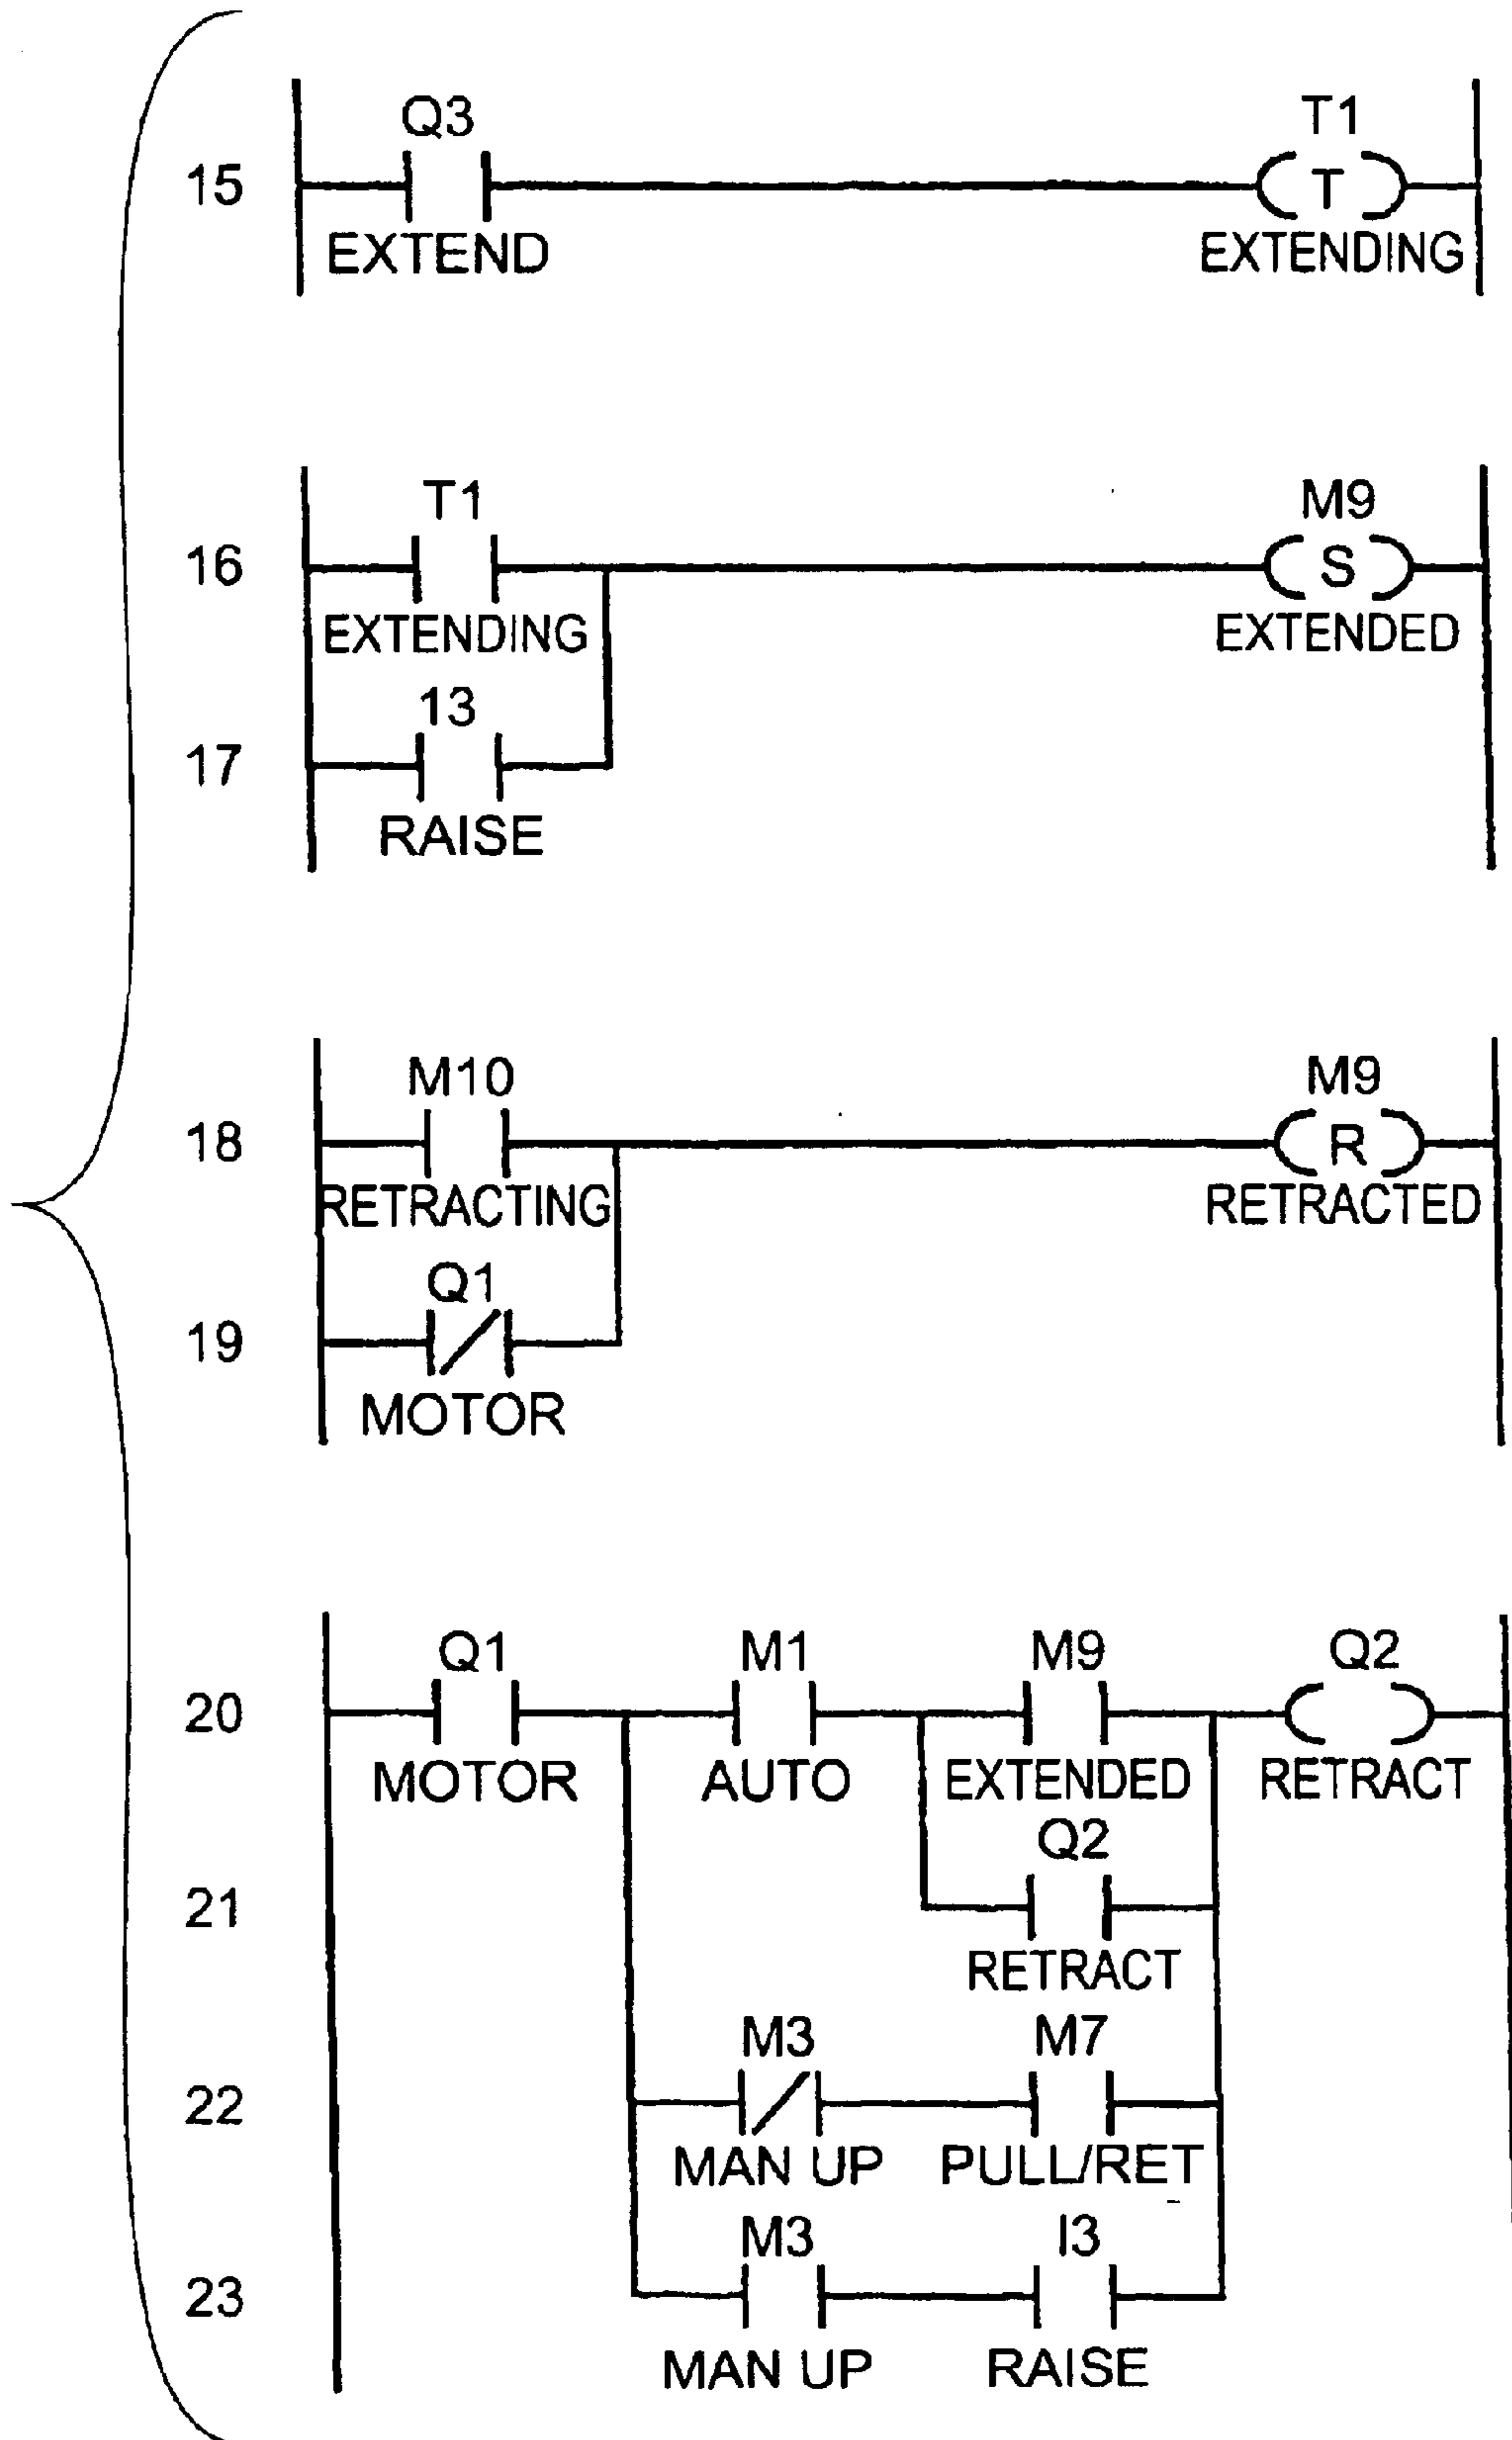 Q3 T1
15 T
EXTEND EXTENDING
T1 M9
16 S
EXTENDING EXTENDED
13
17
RAISE
M10 M9
18 R
RETRACTING RETRACTED
Q1
19
MOTOR
Q1 M1 M9 Q2
20
MOTOR AUTO EXTENDED RETRACT
Q2
21
RETRACT
M3 M7
22
MAN UP PULL/RET
M3 I3
23
MAN UP RAISE